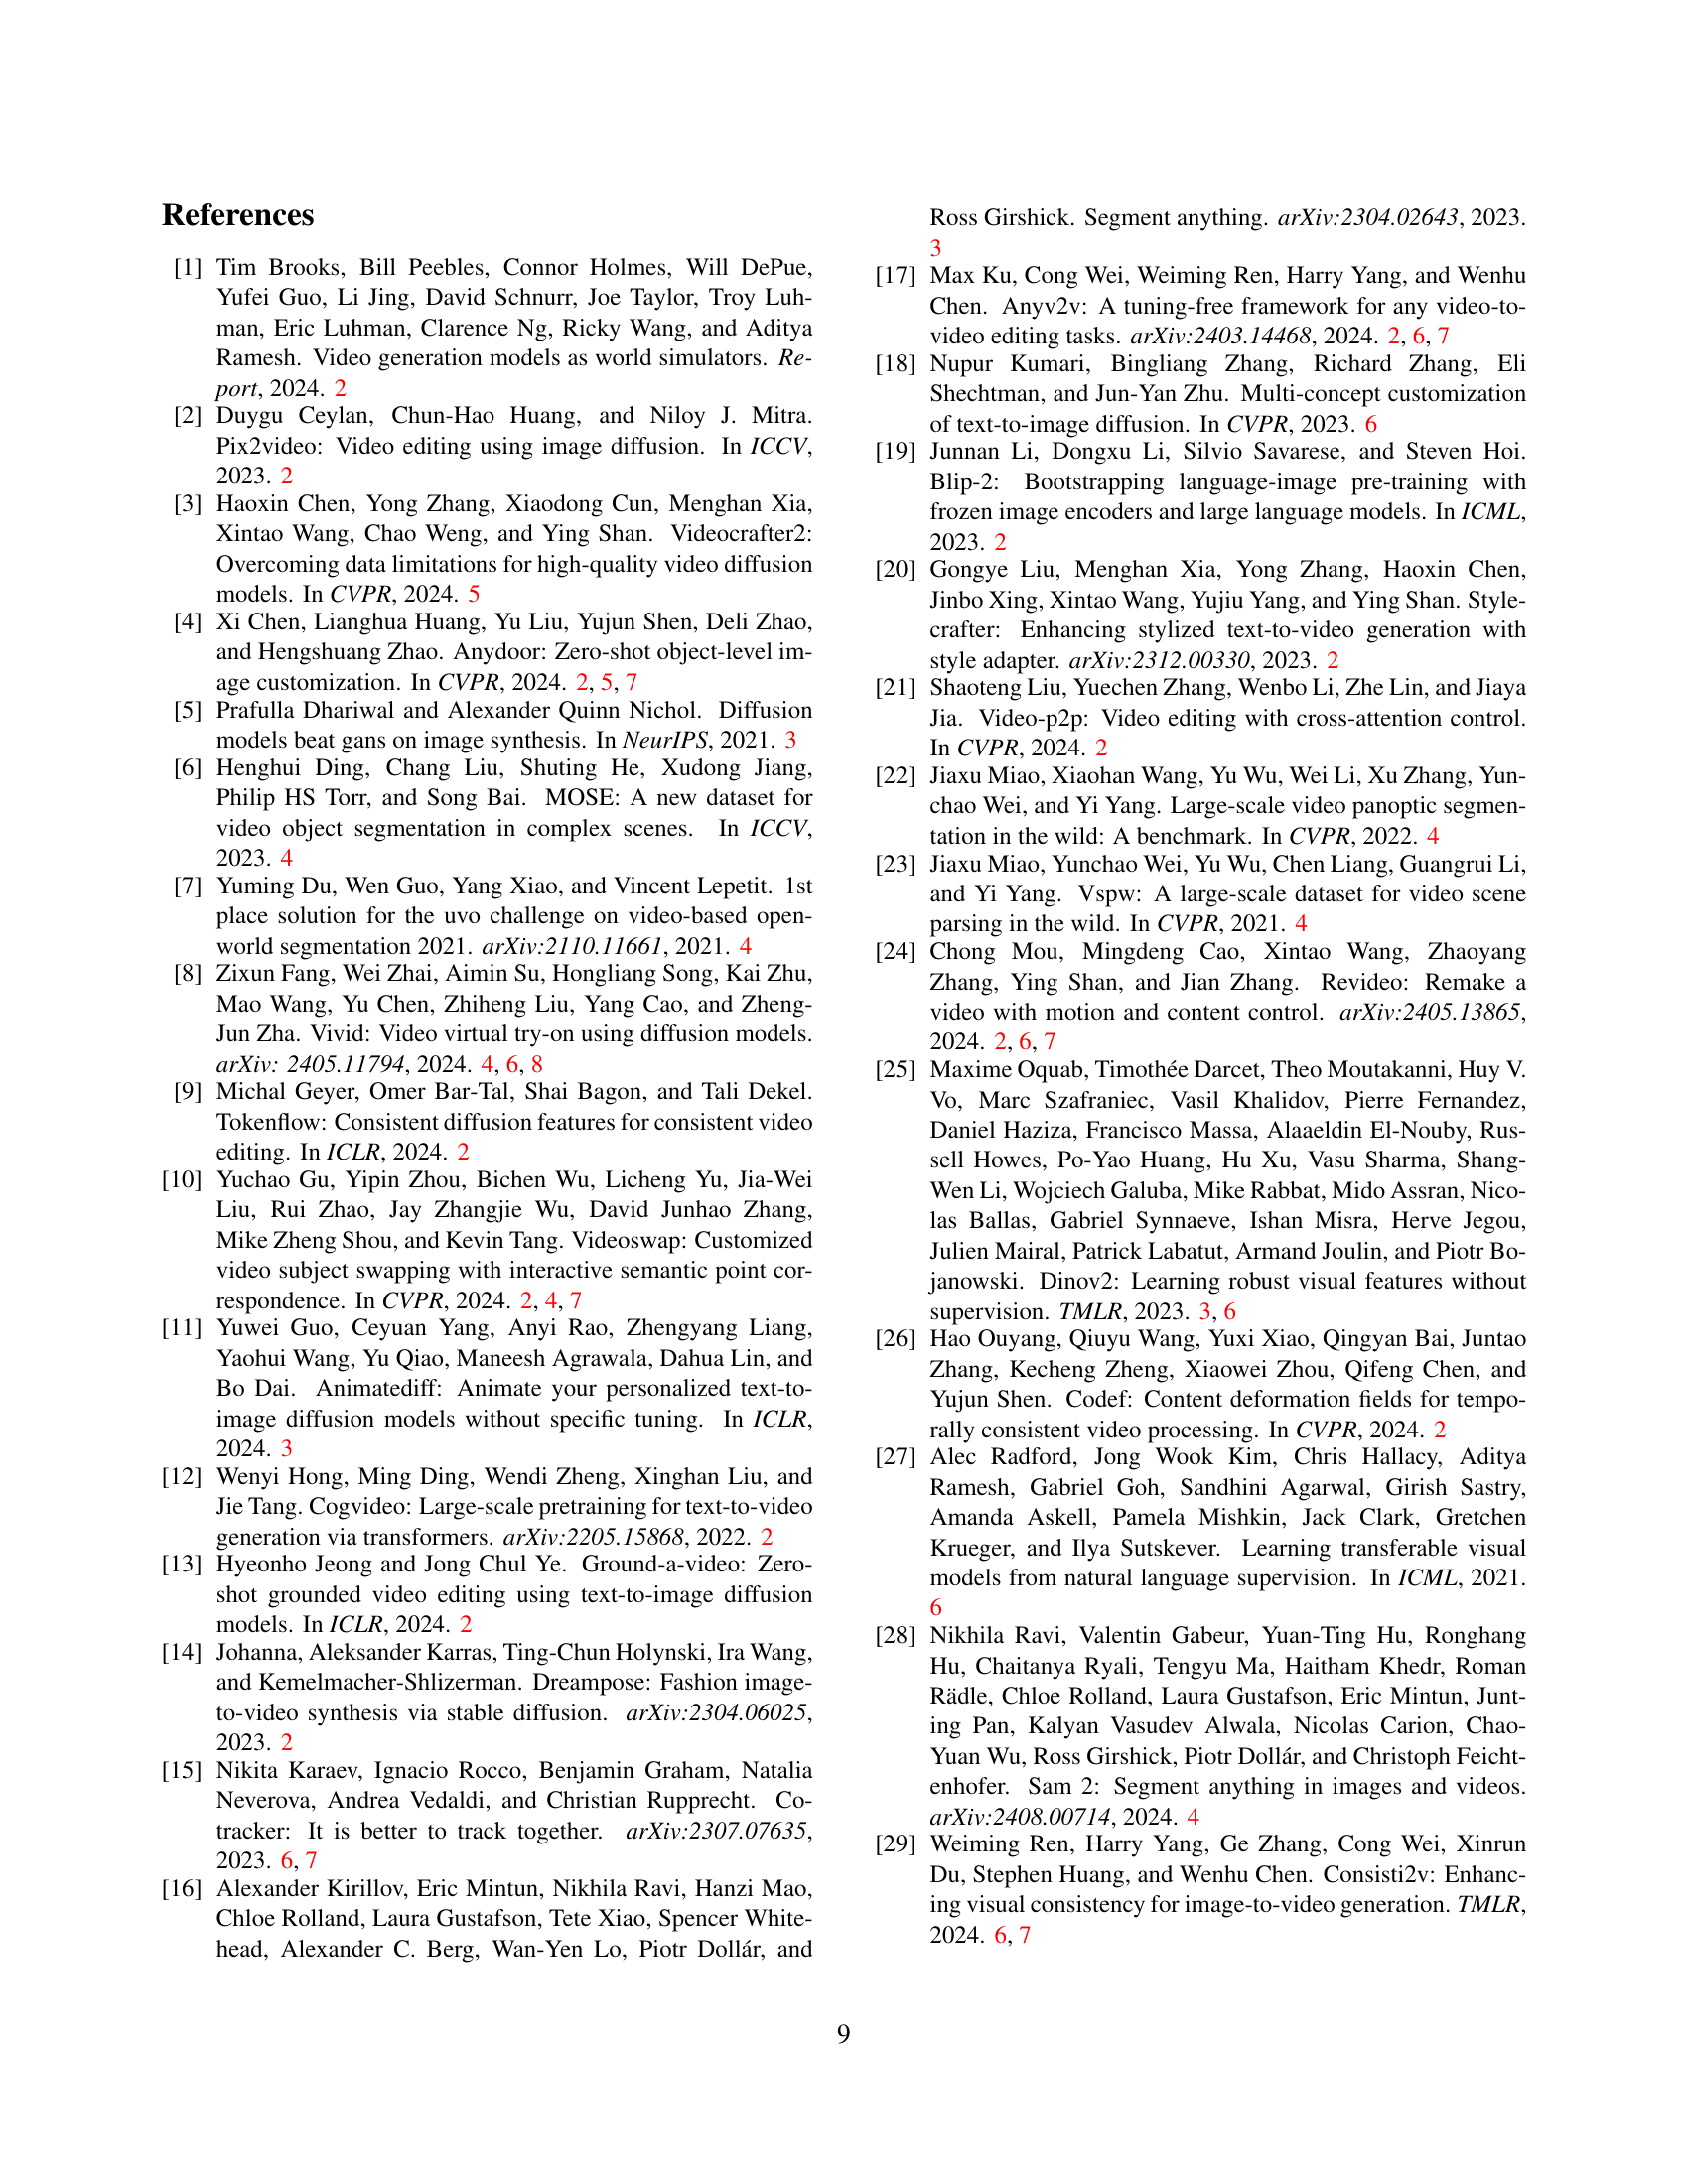 References
[1] Tim Brooks, Bill Peebles, Connor Holmes, Will DePue,
Yufei Guo, Li Jing, David Schnurr, Joe Taylor, Troy Luh-
man, Eric Luhman, Clarence Ng, Ricky Wang, and Aditya
Ramesh. Video generation models as world simulators. Re-
port, 2024. 2
[2] Duygu Ceylan, Chun-Hao Huang, and Niloy J. Mitra.
Pix2video: Video editing using image diffusion. In ICCV,
2023. 2
[3] Haoxin Chen, Yong Zhang, Xiaodong Cun, Menghan Xia,
Xintao Wang, Chao Weng, and Ying Shan. Videocrafter2:
Overcoming data limitations for high-quality video diffusion
models. In CVPR, 2024. 5
[4] Xi Chen, Lianghua Huang, Yu Liu, Yujun Shen, Deli Zhao,
and Hengshuang Zhao. Anydoor: Zero-shot object-level im-
age customization. In CVPR, 2024. 2, 5, 7
[5] Prafulla Dhariwal and Alexander Quinn Nichol. Diffusion
models beat gans on image synthesis. In NeurIPS, 2021. 3
[6] Henghui Ding, Chang Liu, Shuting He, Xudong Jiang,
Philip HS Torr, and Song Bai. MOSE: A new dataset for
video object segmentation in complex scenes. In ICCV,
2023. 4
[7] Yuming Du, Wen Guo, Yang Xiao, and Vincent Lepetit. 1st
place solution for the uvo challenge on video-based open-
world segmentation 2021. arXiv:2110.11661, 2021. 4
[8] Zixun Fang, Wei Zhai, Aimin Su, Hongliang Song, Kai Zhu,
Mao Wang, Yu Chen, Zhiheng Liu, Yang Cao, and Zheng-
Jun Zha. Vivid: Video virtual try-on using diffusion models.
arXiv: 2405.11794, 2024. 4, 6, 8
[9] Michal Geyer, Omer Bar-Tal, Shai Bagon, and Tali Dekel.
Tokenflow: Consistent diffusion features for consistent video
editing. In ICLR, 2024. 2
[10] Yuchao Gu, Yipin Zhou, Bichen Wu, Licheng Yu, Jia-Wei
Liu, Rui Zhao, Jay Zhangjie Wu, David Junhao Zhang,
Mike Zheng Shou, and Kevin Tang. Videoswap: Customized
video subject swapping with interactive semantic point cor-
respondence. In CVPR, 2024. 2, 4, 7
[11] Yuwei Guo, Ceyuan Yang, Anyi Rao, Zhengyang Liang,
Yaohui Wang, Yu Qiao, Maneesh Agrawala, Dahua Lin, and
Bo Dai. Animatediff: Animate your personalized text-to-
image diffusion models without specific tuning. In ICLR,
2024. 3
[12] Wenyi Hong, Ming Ding, Wendi Zheng, Xinghan Liu, and
Jie Tang. Cogvideo: Large-scale pretraining for text-to-video
generation via transformers. arXiv:2205.15868, 2022. 2
[13] Hyeonho Jeong and Jong Chul Ye. Ground-a-video: Zero-
shot grounded video editing using text-to-image diffusion
models. In ICLR, 2024. 2
[14] Johanna, Aleksander Karras, Ting-Chun Holynski, Ira Wang,
and Kemelmacher-Shlizerman. Dreampose: Fashion image-
to-video synthesis via stable diffusion. arXiv:2304.06025,
2023. 2
[15] Nikita Karaev, Ignacio Rocco, Benjamin Graham, Natalia
Neverova, Andrea Vedaldi, and Christian Rupprecht. Co-
tracker: It is better to track together. arXiv:2307.07635,
2023. 6, 7
[16] Alexander Kirillov, Eric Mintun, Nikhila Ravi, Hanzi Mao,
Chloe Rolland, Laura Gustafson, Tete Xiao, Spencer White-
head, Alexander C. Berg, Wan-Yen Lo, Piotr Dollár, and
Ross Girshick. Segment anything. arXiv:2304.02643, 2023.
3
[17] Max Ku, Cong Wei, Weiming Ren, Harry Yang, and Wenhu
Chen. Anyv2v: A tuning-free framework for any video-to-
video editing tasks. arXiv:2403.14468, 2024. 2, 6, 7
[18] Nupur Kumari, Bingliang Zhang, Richard Zhang, Eli
Shechtman, and Jun-Yan Zhu. Multi-concept customization
of text-to-image diffusion. In CVPR, 2023. 6
[19] Junnan Li, Dongxu Li, Silvio Savarese, and Steven Hoi.
Blip-2: Bootstrapping language-image pre-training with
frozen image encoders and large language models. In ICML,
2023. 2
[20] Gongye Liu, Menghan Xia, Yong Zhang, Haoxin Chen,
Jinbo Xing, Xintao Wang, Yujiu Yang, and Ying Shan. Style-
crafter: Enhancing stylized text-to-video generation with
style adapter. arXiv:2312.00330, 2023. 2
[21] Shaoteng Liu, Yuechen Zhang, Wenbo Li, Zhe Lin, and Jiaya
Jia. Video-p2p: Video editing with cross-attention control.
In CVPR, 2024. 2
[22] Jiaxu Miao, Xiaohan Wang, Yu Wu, Wei Li, Xu Zhang, Yun-
chao Wei, and Yi Yang. Large-scale video panoptic segmen-
tation in the wild: A benchmark. In CVPR, 2022. 4
[23] Jiaxu Miao, Yunchao Wei, Yu Wu, Chen Liang, Guangrui Li,
and Yi Yang. Vspw: A large-scale dataset for video scene
parsing in the wild. In CVPR, 2021. 4
[24] Chong Mou, Mingdeng Cao, Xintao Wang, Zhaoyang
Zhang, Ying Shan, and Jian Zhang. Revideo: Remake a
video with motion and content control. arXiv:2405.13865,
2024. 2, 6, 7
[25] Maxime Oquab, Timothée Darcet, Theo Moutakanni, Huy V.
Vo, Marc Szafraniec, Vasil Khalidov, Pierre Fernandez,
Daniel Haziza, Francisco Massa, Alaaeldin El-Nouby, Rus-
sell Howes, Po-Yao Huang, Hu Xu, Vasu Sharma, Shang-
Wen Li, Wojciech Galuba, Mike Rabbat, Mido Assran, Nico-
las Ballas, Gabriel Synnaeve, Ishan Misra, Herve Jegou,
Julien Mairal, Patrick Labatut, Armand Joulin, and Piotr Bo-
janowski. Dinov2: Learning robust visual features without
supervision. TMLR, 2023. 3, 6
[26] Hao Ouyang, Qiuyu Wang, Yuxi Xiao, Qingyan Bai, Juntao
Zhang, Kecheng Zheng, Xiaowei Zhou, Qifeng Chen, and
Yujun Shen. Codef: Content deformation fields for tempo-
rally consistent video processing. In CVPR, 2024. 2
[27] Alec Radford, Jong Wook Kim, Chris Hallacy, Aditya
Ramesh, Gabriel Goh, Sandhini Agarwal, Girish Sastry,
Amanda Askell, Pamela Mishkin, Jack Clark, Gretchen
Krueger, and Ilya Sutskever. Learning transferable visual
models from natural language supervision. In ICML, 2021.
6
[28] Nikhila Ravi, Valentin Gabeur, Yuan-Ting Hu, Ronghang
Hu, Chaitanya Ryali, Tengyu Ma, Haitham Khedr, Roman
Rädle, Chloe Rolland, Laura Gustafson, Eric Mintun, Junt-
ing Pan, Kalyan Vasudev Alwala, Nicolas Carion, Chao-
Yuan Wu, Ross Girshick, Piotr Dollár, and Christoph Feicht-
enhofer. Sam 2: Segment anything in images and videos.
arXiv:2408.00714, 2024. 4
[29] Weiming Ren, Harry Yang, Ge Zhang, Cong Wei, Xinrun
Du, Stephen Huang, and Wenhu Chen. Consisti2v: Enhanc-
ing visual consistency for image-to-video generation. TMLR,
2024. 6, 7
9